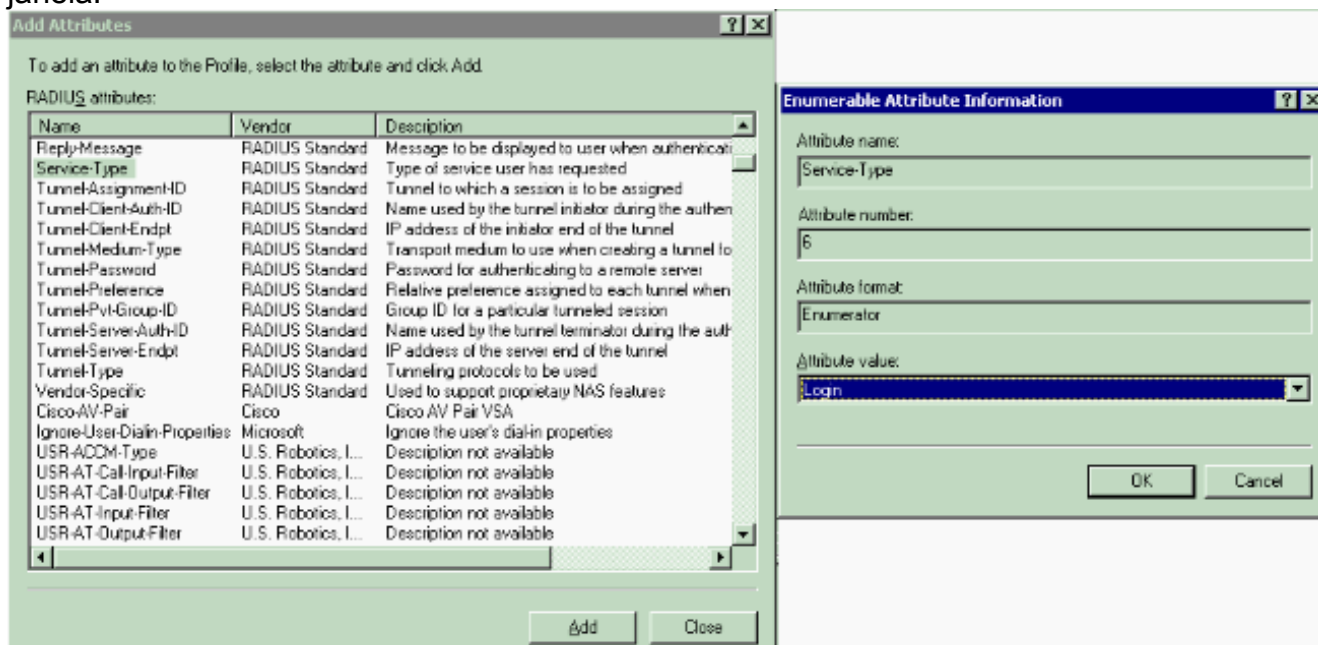 janela.
Add Attributes
To add an attribute to the Profile, select the attribute and click Add.
RADIUS attributes:
Name Vendor Description
Reply-Message RADIUS Standard Message to be displayed to user when authenticati
Service-Type RADIUS Standard Type of service user has requested
Tunnel-Assignment-ID RADIUS Standard Tunnel to which a session is to be assigned
Tunnel-Client-Auth-ID RADIUS Standard Name used by the tunnel initiator during the authen
Tunnel-Client-Endpt RADIUS Standard IP address of the initiator end of the tunnel
Tunnel-Medium-Type RADIUS Standard Transport medium to use when creating a tunnel fo
Tunnel-Password RADIUS Standard Password for authenticating to a remote server
Tunnel-Preference RADIUS Standard Relative preference assigned to each tunnel when
Tunnel-Pvt-Group-ID RADIUS Standard Group ID for a particular tunneled session
Tunnel-Server-Auth-ID RADIUS Standard Name used by the tunnel terminator during the auth
Tunnel-Server-Endpt RADIUS Standard IP address of the server end of the tunnel
Tunnel-Type RADIUS Standard Tunneling protocols to be used
Vendor-Specific RADIUS Standard Used to support proprietary NAS features
Cisco-AV-Pair Cisco Cisco AV Pair VSA
Ignore-User-Dialin-Properties Microsoft Ignore the user's dial-in properties
USR-ACCM-Type U.S. Robotics, I... Description not available
USR-AT-Call-Input-Filter U.S. Robotics, I... Description not available
USR-AT-Call-Output-Filter U.S. Robotics, I... Description not available
USR-AT-Input-Filter U.S. Robotics, I... Description not available
USR-AT-Output-Filter U.S. Robotics, I... Description not available
Add Close
Enumerable Attribute Information
Attribute name:
Service-Type
Attribute number:
6
Attribute format:
Enumerator
Attribute value:
Login
OK Cancel